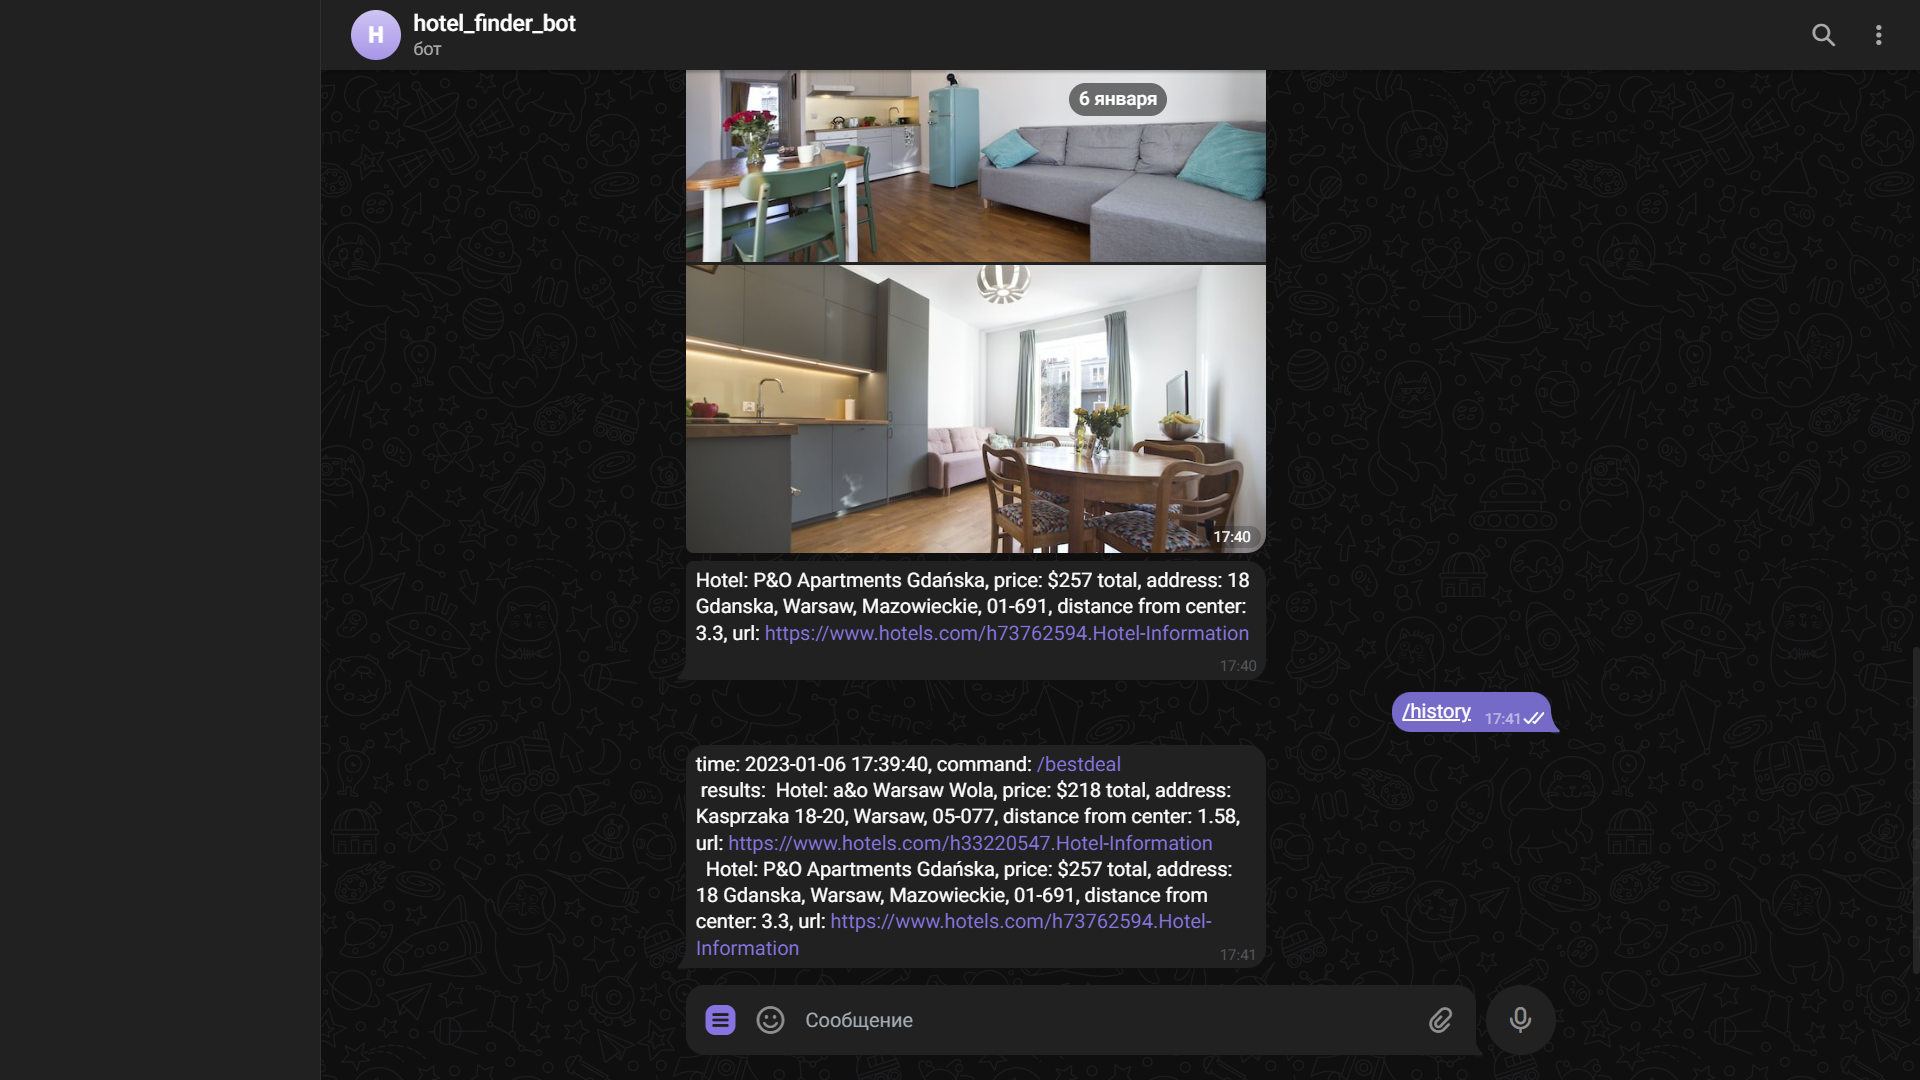 H
hotel_finder_bot
бот
6 января
17:40
Hotel: P&O Apartments Gdańska, price: $257 total, address: 18
Gdanska, Warsaw, Mazowieckie, 01-691, distance from center:
3.3, url: https://www.hotels.com/h73762594.Hotel-Information
17:40
/history 17:41
time: 2023-01-06 17:39:40, command: /bestdeal
results: Hotel: a&o Warsaw Wola, price: $218 total, address:
Kasprzaka 18-20, Warsaw, 05-077, distance from center: 1.58,
url: https://www.hotels.com/h33220547.Hotel-Information
Hotel: P&O Apartments Gdańska, price: $257 total, address:
18 Gdanska, Warsaw, Mazowieckie, 01-691, distance from
center: 3.3, url: https://www.hotels.com/h73762594.Hotel-
Information
17:41
Сообщение